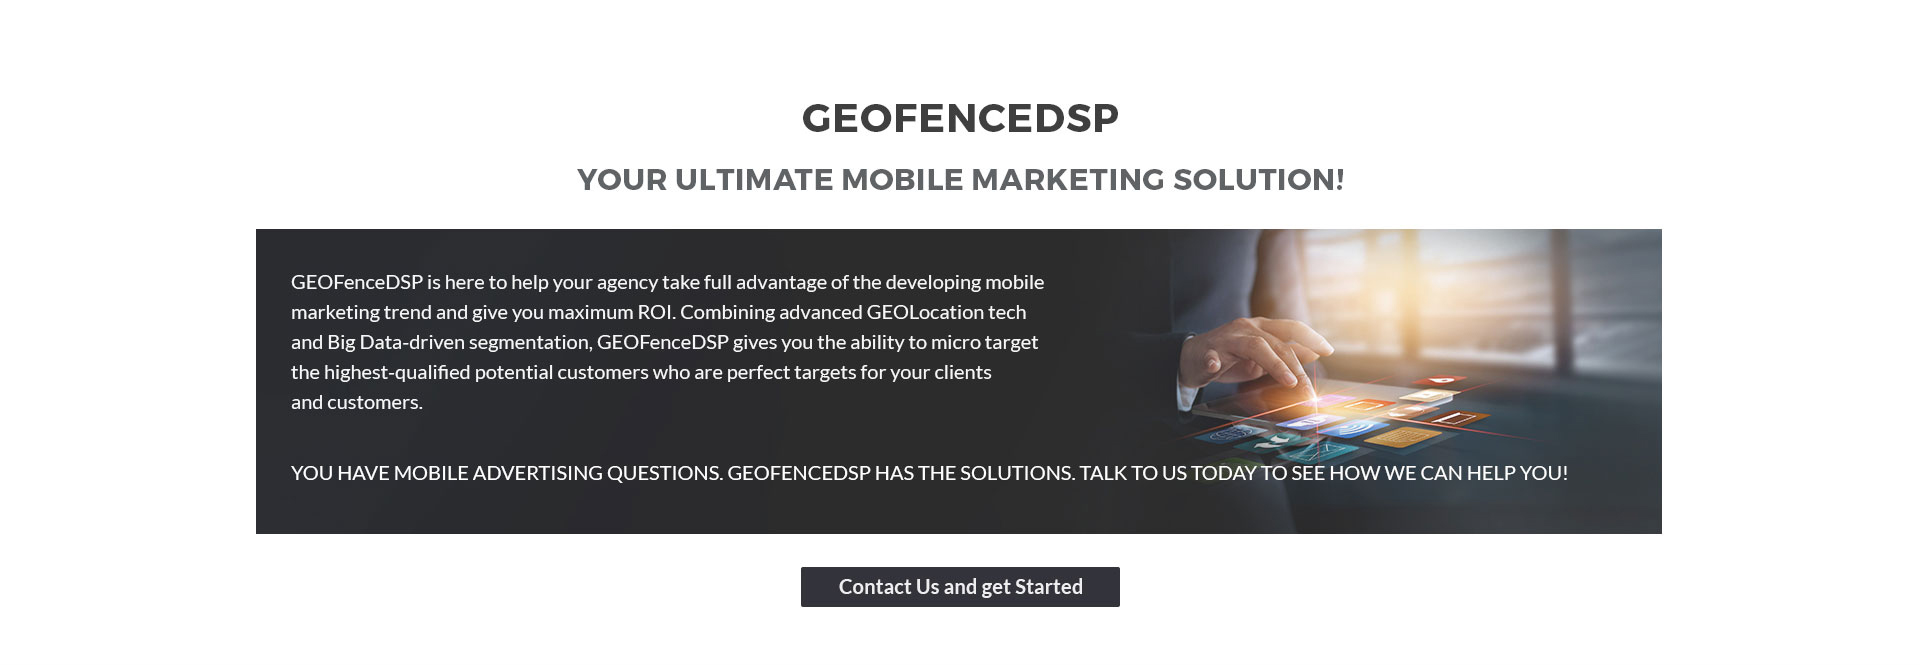 GEOFENCEDSP
YOUR ULTIMATE MOBILE MARKETING SOLUTION!
GEOFenceDSP is here to help your agency take full advantage of the developing mobile
marketing trend and give you maximum ROI. Combining advanced GEOLocation tech
and Big Data-driven segmentation, GEOFenceDSP gives you the ability to micro target
the highest-qualified potential customers who are perfect targets for your clients
and customers.
YOU HAVE MOBILE ADVERTISING QUESTIONS. GEOFENCEDSP HAS THE SOLUTIONS. TALK TO US TODAY TO SEE HOW WE CAN HELP YOU!
Contact Us and get Started